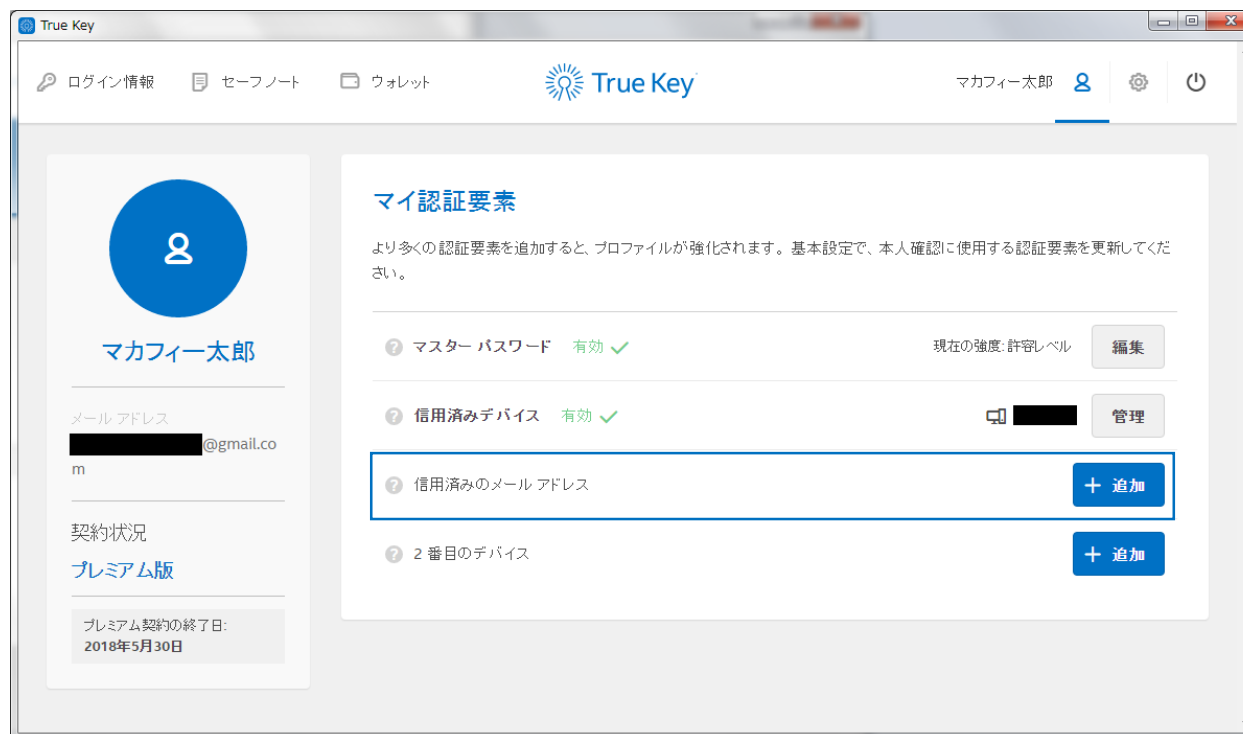 True Key
ログイン情報
セーフノート
ウォレット
True Key
マカフィー太郎
マカフィー太郎
メール アドレス
@gmail.co
m
契約状況
プレミアム版
プレミアム契約の終了日:
2018年5月30日
マイ認証要素
より多くの認証要素を追加すると、プロファイルが強化されます。基本設定で、本人確認に使用する認証要素を更新してくだ
さい。
マスター パスワード 有効
現在の強度: 許容レベル
編集
信用済みデバイス 有効
管理
信用済みのメール アドレス
+ 追加
2 番目のデバイス
+ 追加